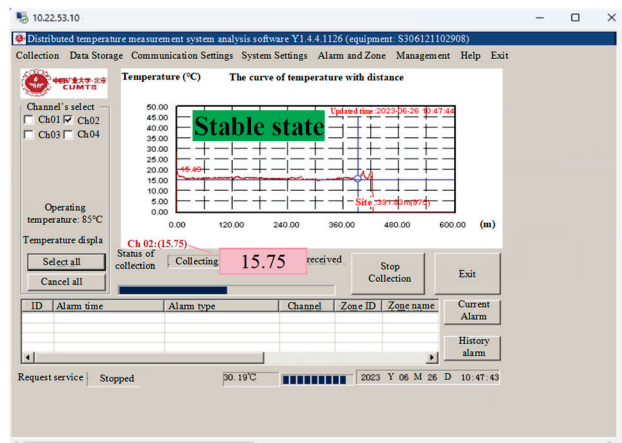 10.22.53.10
Distributed temperature measurement system analysis software Y1.4.4.1126 (equipment: S306121102908)
Collection Data Storage Communication Settings System Settings Alarm and Zone Management Help Exit
CUMTB
Temperature (°C) The curve of temperature with distance
Channel's select
Ch01 Ch02
Ch03 Ch04
Updated time:2023-06-26 10:47:44
Stable state
50.00
45.00
40.00
35.00
30.00
25.00
20.00
15.00
10.00
5.00
0.00
15.49
0.00 120.00 240.00 360.00 480.00 600.00 (m)
Operating
temperature: 85°C
Temperature displa
Ch 02:(15.75)
Select all
Cancel all
Status of
collection
Collecting
15.75
received
Stop
Collection
Exit
ID Alarm time Alarm type Channel Zone ID Zone name
Current
Alarm
History
alarm
Request service Stopped 30.19℃ 2023 Y 06 M 26 D 10:47:43